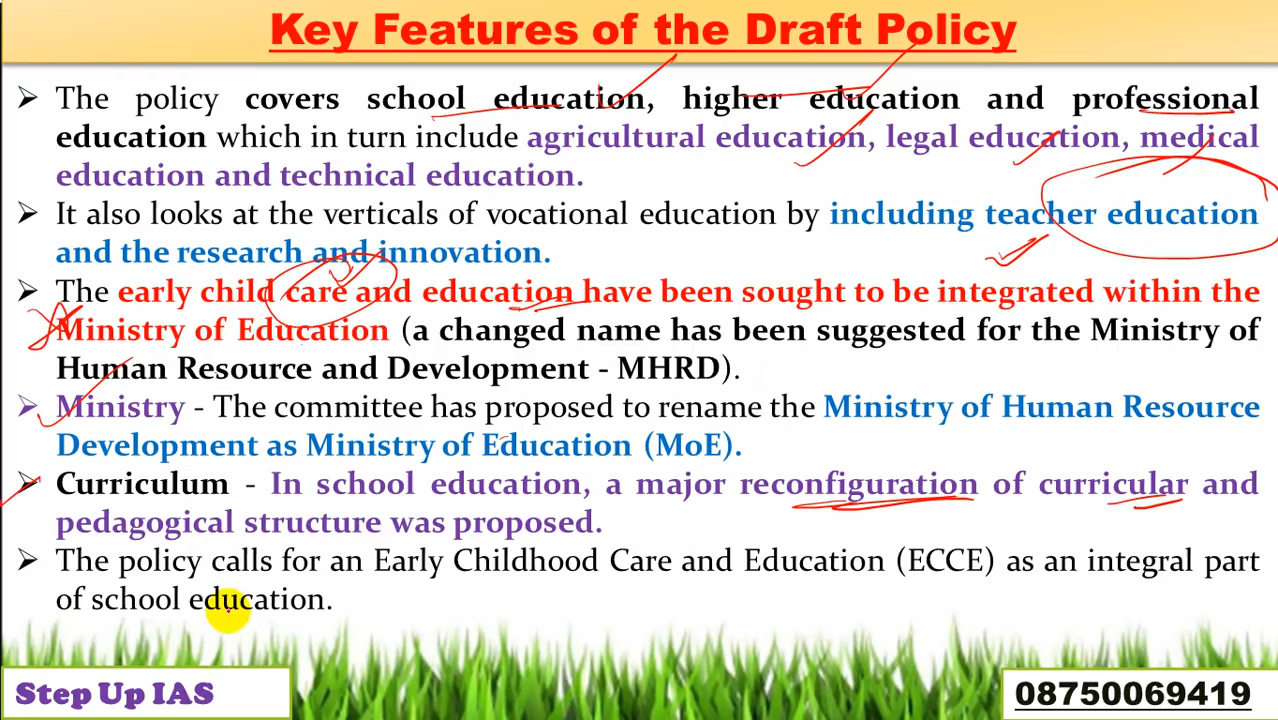 Key Features of the Draft Policy
➢ The policy covers school education, higher education and professional
education which in turn include agricultural education, legal education, medical
education and technical education.
➢ It also looks at the verticals of vocational education by including teacher education
and the research and innovation.
➢ The early child care and education have been sought to be integrated within the
Ministry of Education (a changed name has been suggested for the Ministry of
Human Resource and Development - MHRD).
➢ Ministry - The committee has proposed to rename the Ministry of Human Resource
Development as Ministry of Education (MoE).
➢ Curriculum - In school education, a major reconfiguration of curricular and
pedagogical structure was proposed.
➢ The policy calls for an Early Childhood Care and Education (ECCE) as an integral part
of school education.
Step Up IAS
08750069419